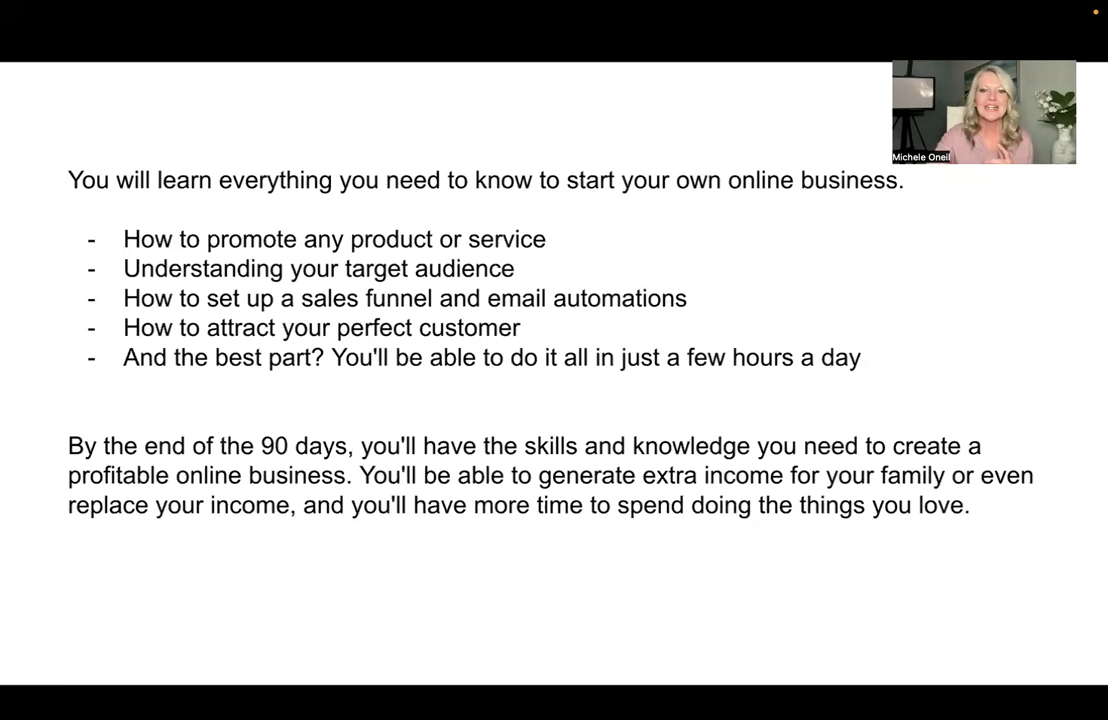 Michele Oneil
You will learn everything you need to know to start your own online business.
- How to promote any product or service
- Understanding your target audience
- How to set up a sales funnel and email automations
- How to attract your perfect customer
- And the best part? You'll be able to do it all in just a few hours a day
By the end of the 90 days, you'll have the skills and knowledge you need to create a
profitable online business. You'll be able to generate extra income for your family or even
replace your income, and you'll have more time to spend doing the things you love.